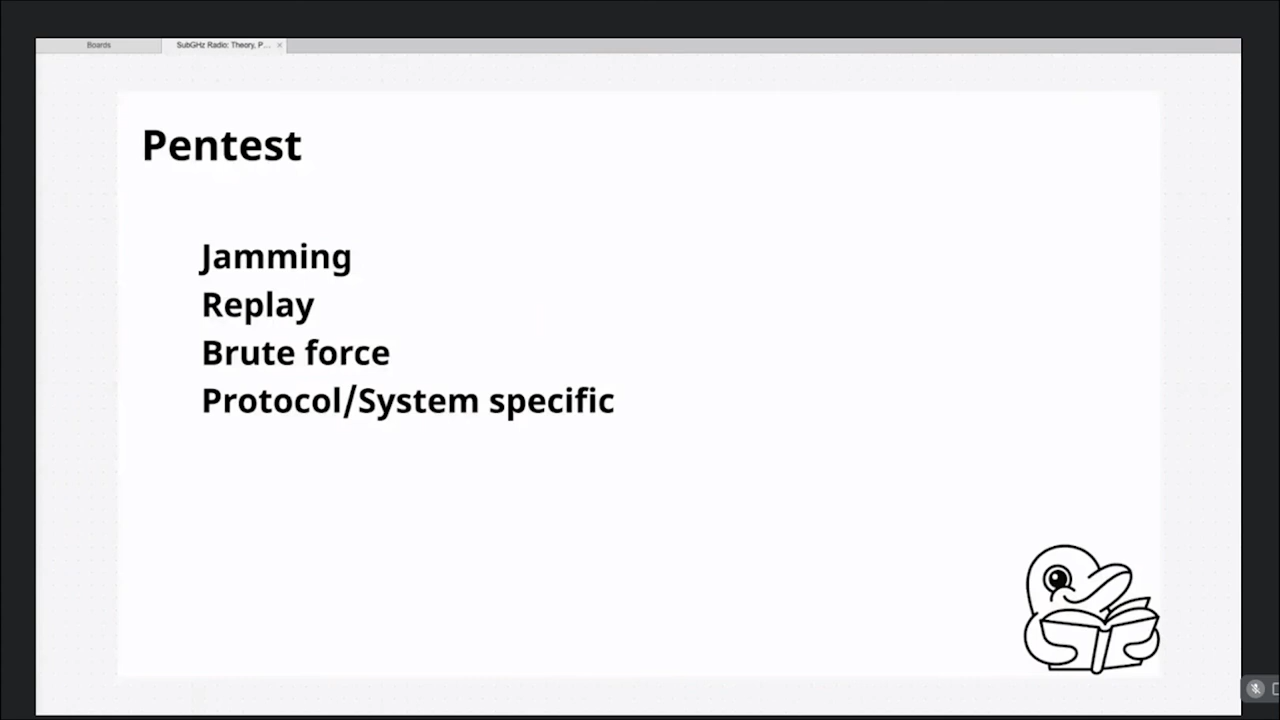 Boards
SubGHz Radio: Theory, P...
Pentest
Jamming
Replay
Brute force
Protocol/System specific